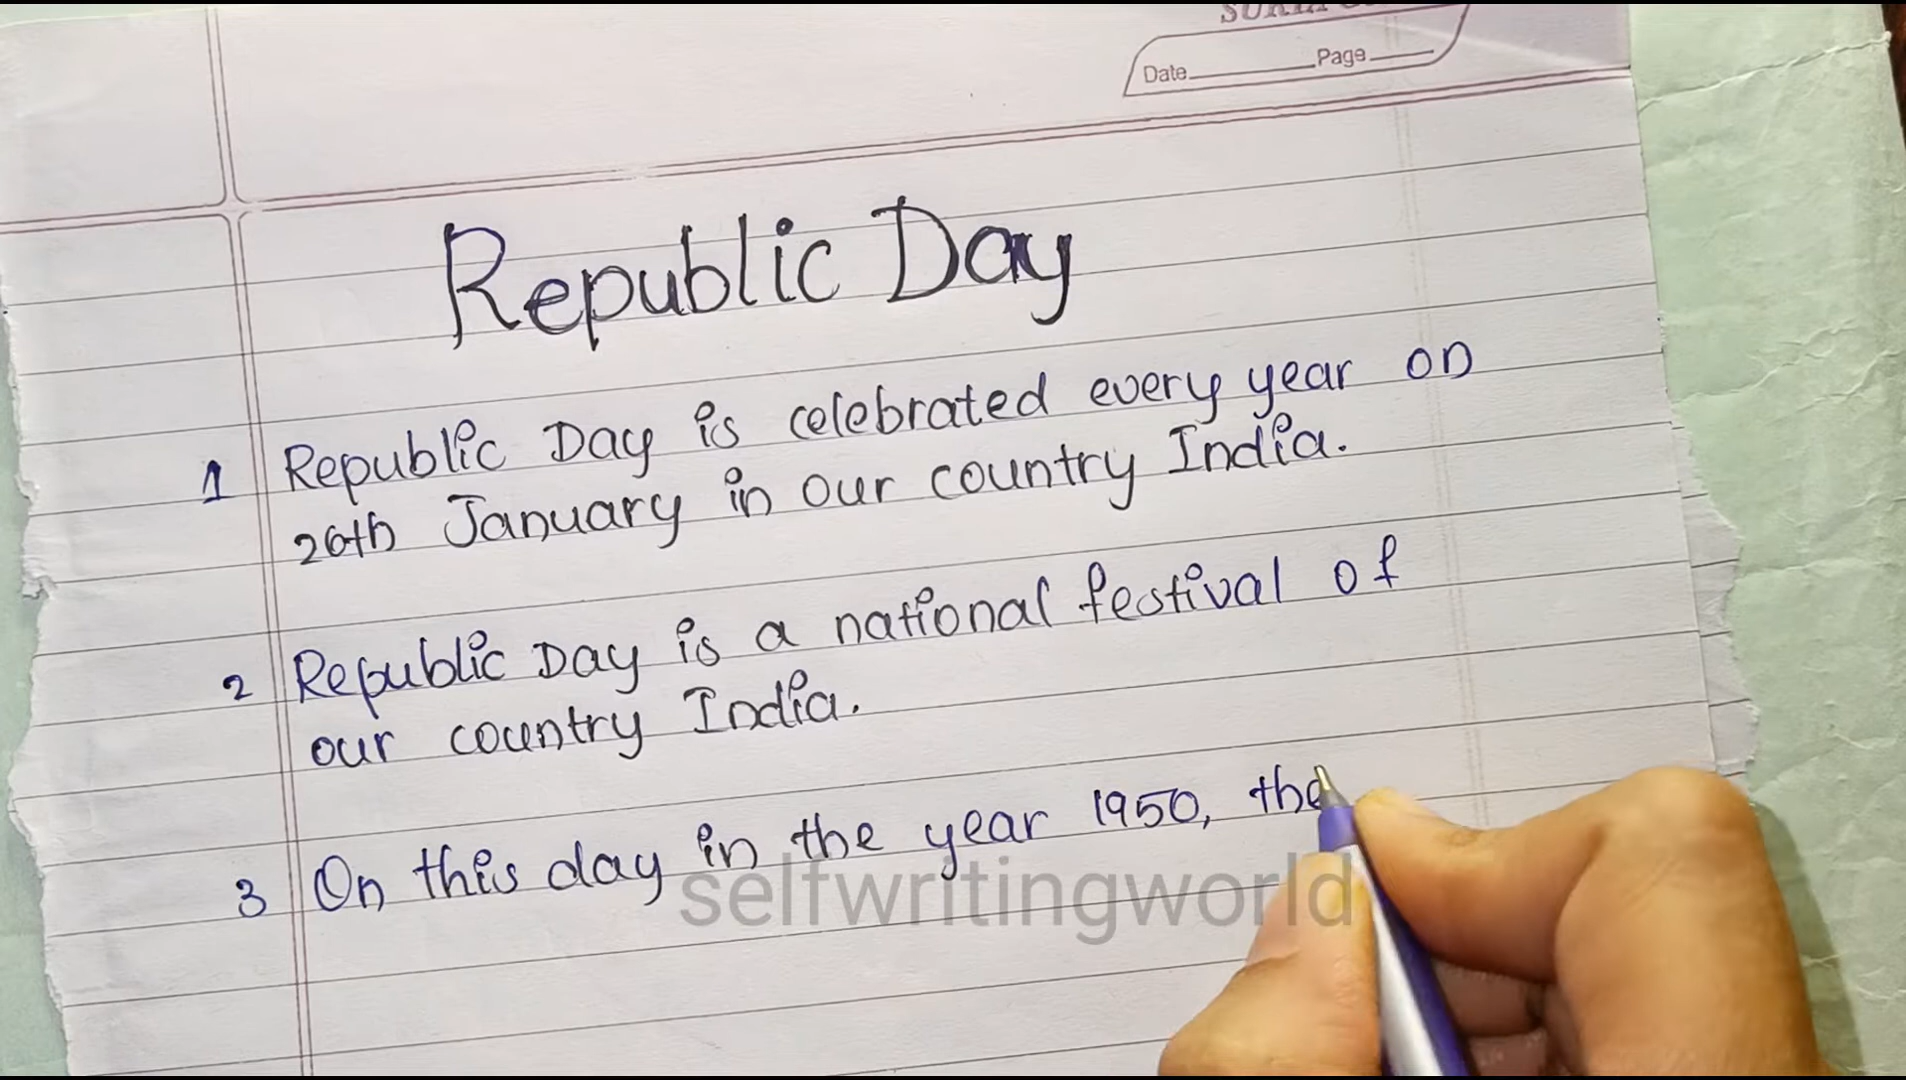 Date Page
Republic Day
1 Republic Day is celebrated every year on
26th January in our country India.
2 Republic Day is a national festival of
our country India.
3 On this day in the year 1950, the
selfwritingworld